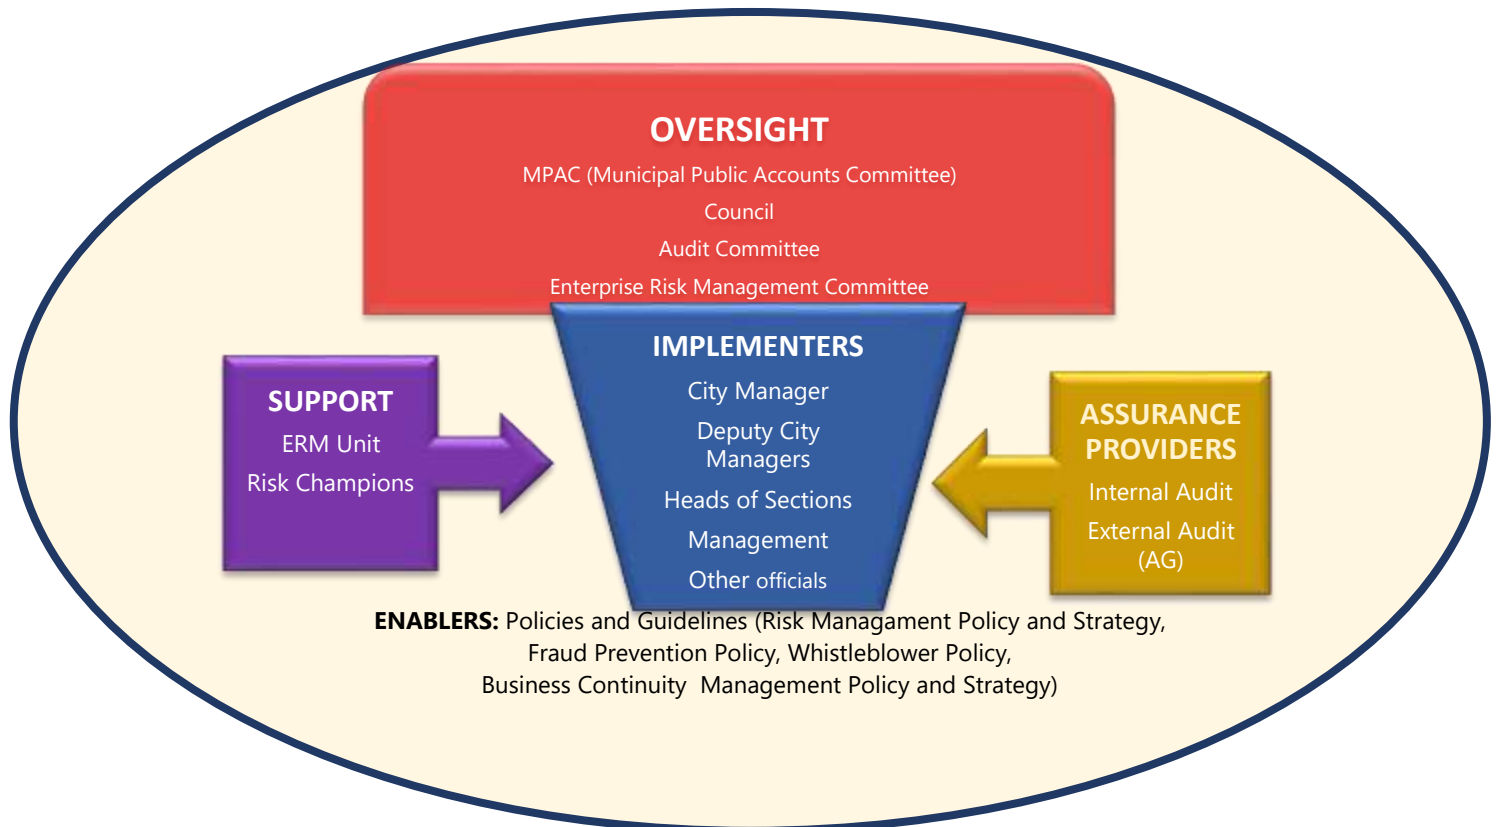 OVERSIGHT
MPAC (Municipal Public Accounts Committee)
Council
Audit Committee
Enterprise Risk Management Committee
IMPLEMENTERS
City Manager
Deputy City
Managers
Heads of Sections
Management
Other officials
SUPPORT
ERM Unit
Risk Champions
ASSURANCE
PROVIDERS
Internal Audit
External Audit
(AG)
ENABLERS: Policies and Guidelines (Risk Managament Policy and Strategy,
Fraud Prevention Policy, Whistleblower Policy,
Business Continuity  Management Policy and Strategy)